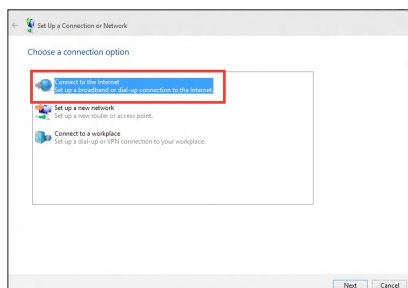 Set Up a Connection or Network
Choose a connection option
Connect to the Internet
Set up a broadband or dial-up connection to the Internet.
Set up a new network
Set up a new router or access point.
Connect to a workplace
Set up a dial-up or VPN connection to your workplace.
Next
Cancel